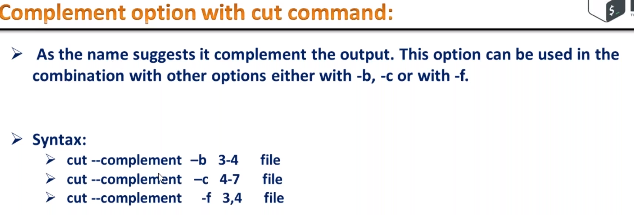 Complement option with cut command:
➢ As the name suggests it complement the output. This option can be used in the
combination with other options either with -b, -c or with -f.
➢ Syntax:
➢ cut --complement –b 3-4 file
➢ cut --complement –c 4-7 file
➢ cut --complement -f 3,4 file